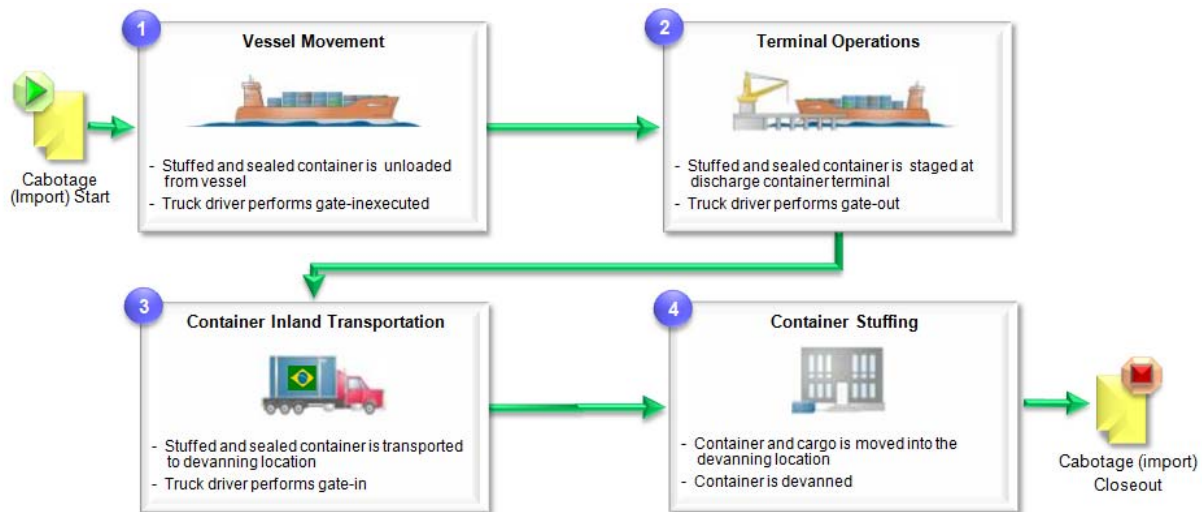 1
Vessel Movement
- Stuffed and sealed container is unloaded
from vessel
- Truck driver performs gate-inexecuted
2
Terminal Operations
- Stuffed and sealed container is staged at
discharge container terminal
- Truck driver performs gate-out
Cabotage
(Import) Start
3
Container Inland Transportation
- Stuffed and sealed container is transported
to devanning location
- Truck driver performs gate-in
4
Container Stuffing
- Container and cargo is moved into the
devanning location
- Container is devanned
Cabotage (import)
Closeout